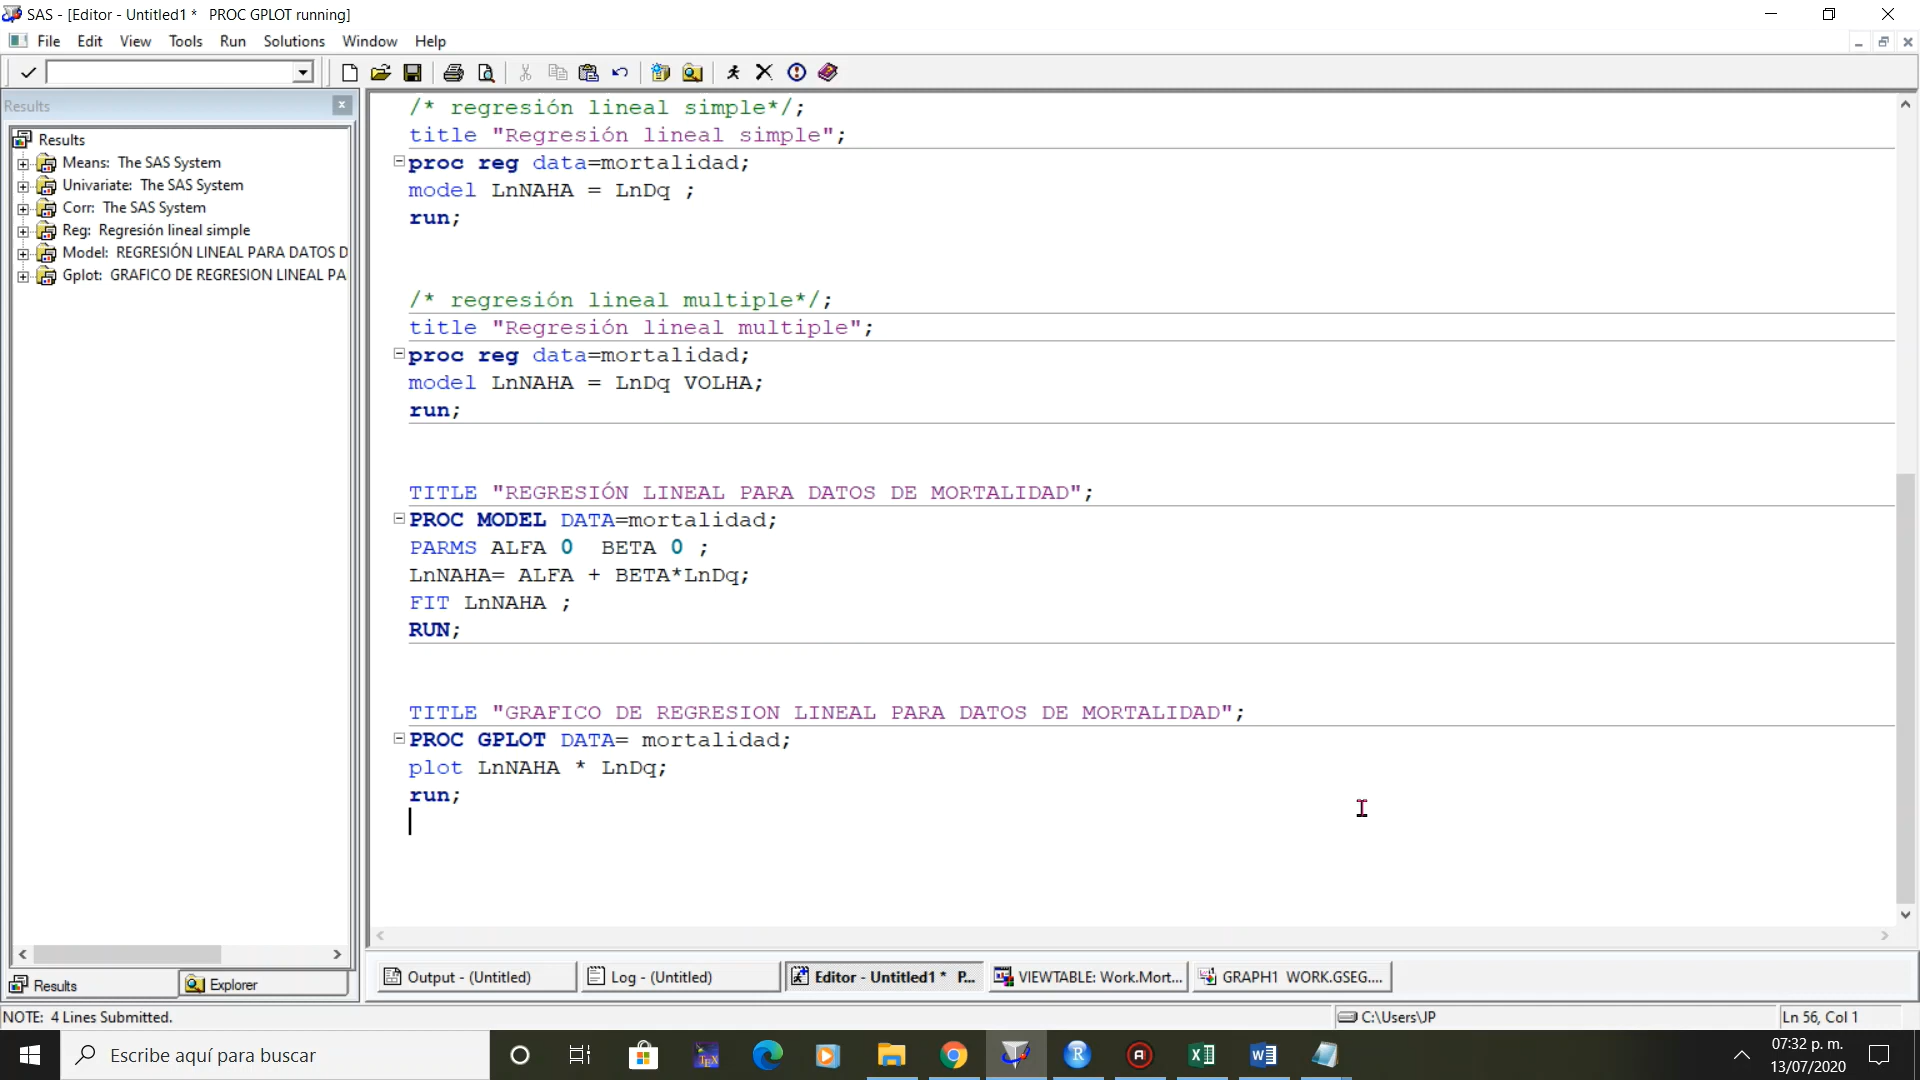 SAS - [Editor - Untitled1 * PROC GPLOT running]
File Edit View Tools Run Solutions Window Help
Results
Results
Means: The SAS System
Univariate: The SAS System
Corr: The SAS System
Reg: Regresión lineal simple
Model: REGRESIÓN LINEAL PARA DATOS D
Gplot: GRAFICO DE REGRESION LINEAL PA
/* regresión lineal simple*/;
title "Regresión lineal simple";
proc reg data=mortalidad;
model LnNAHA = LnDq ;
run;
/* regresión lineal multiple*/;
title "Regresión lineal multiple";
proc reg data=mortalidad;
model LnNAHA = LnDq VOLHA;
run;
TITLE "REGRESIÓN LINEAL PARA DATOS DE MORTALIDAD";
PROC MODEL DATA=mortalidad;
PARMS ALFA 0 BETA 0 ;
LnNAHA= ALFA + BETA*LnDq;
FIT LnNAHA ;
RUN;
TITLE "GRAFICO DE REGRESION LINEAL PARA DATOS DE MORTALIDAD";
PROC GPLOT DATA= mortalidad;
plot LnNAHA * LnDq;
run;
Results Explorer
Output - (Untitled) Log - (Untitled) Editor - Untitled1 * P... VIEWTABLE: Work.Mort... GRAPH1 WORK.GSEG....
NOTE: 4 Lines Submitted. C:\Users\JP Ln 56, Col 1
Escribe aquí para buscar
07:32 p. m.
13/07/2020